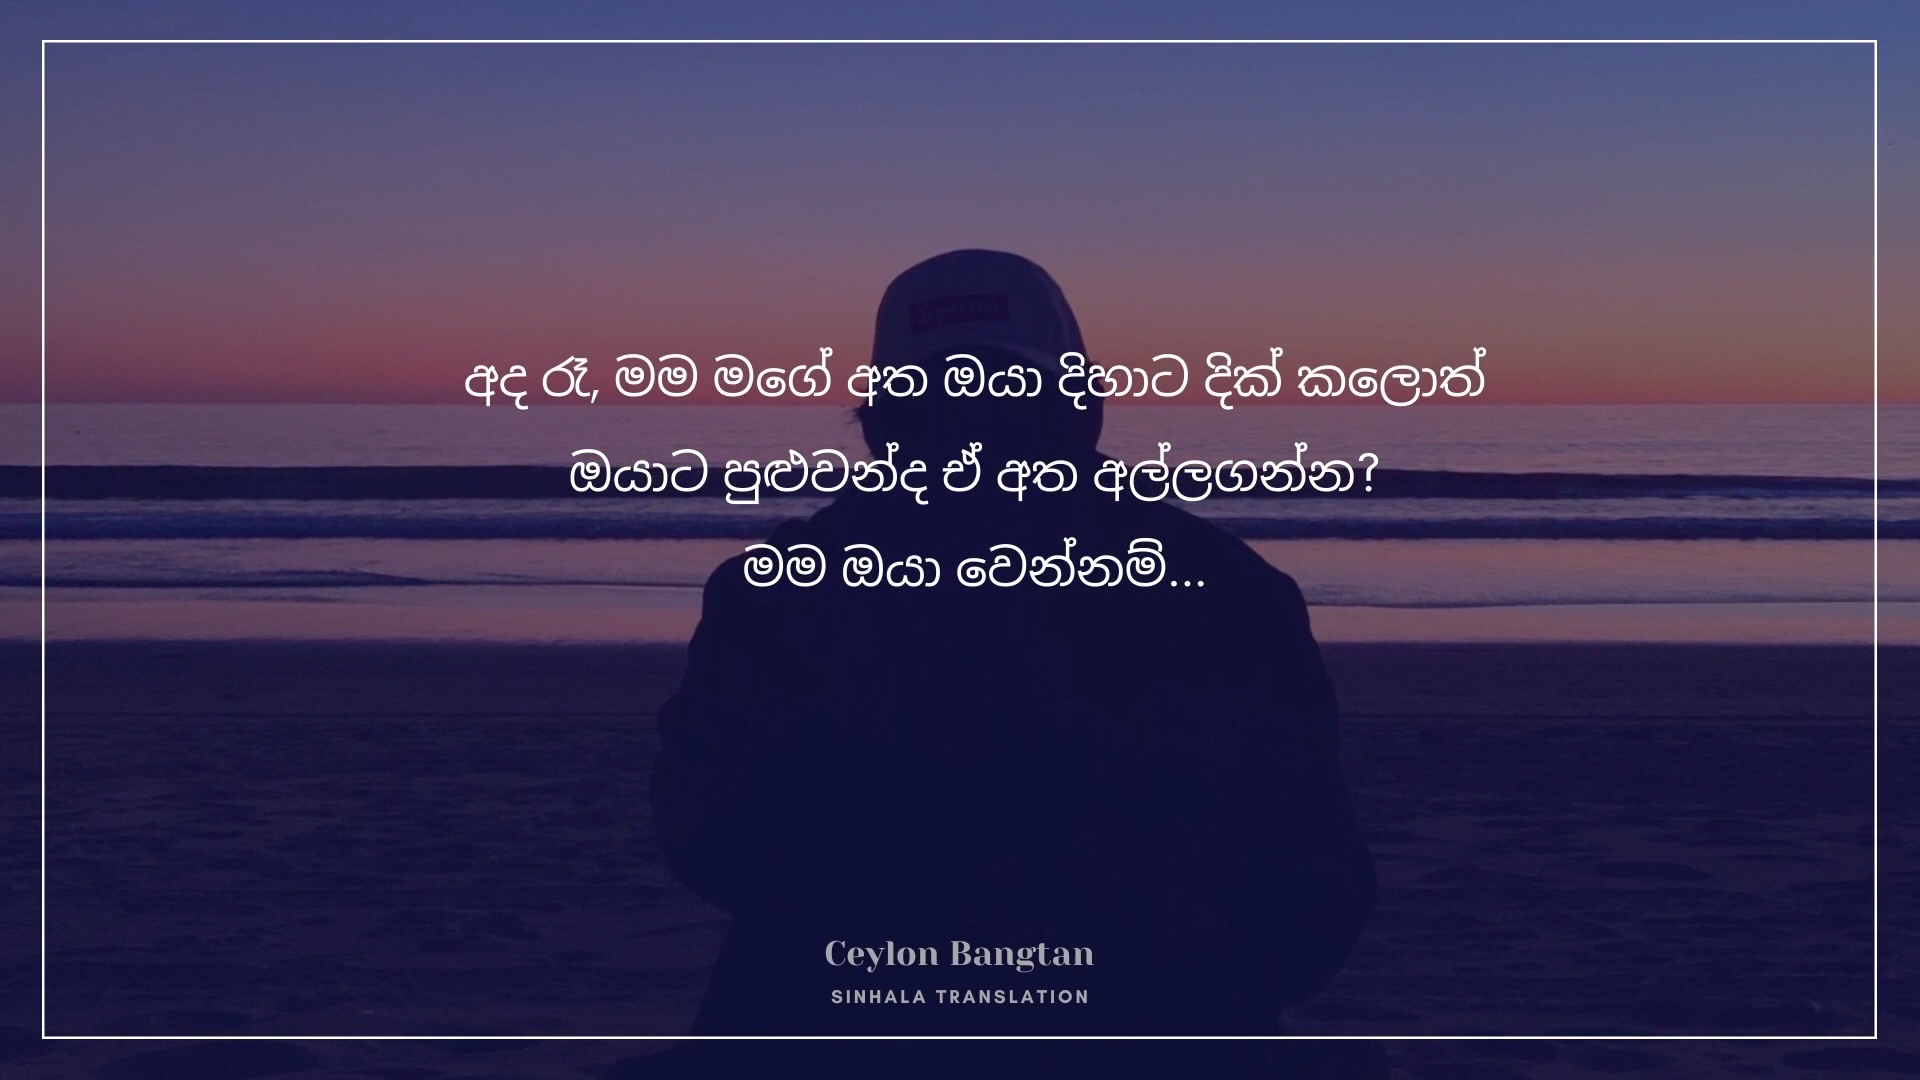 අද රෑ, මම මගේ අත ඔයා දිහාට දික් කලොත්
ඔයාට පුළුවන්ද ඒ අත අල්ලගන්න?
මම ඔයා වෙන්නම්...
Ceylon Bangtan
SINHALA TRANSLATION